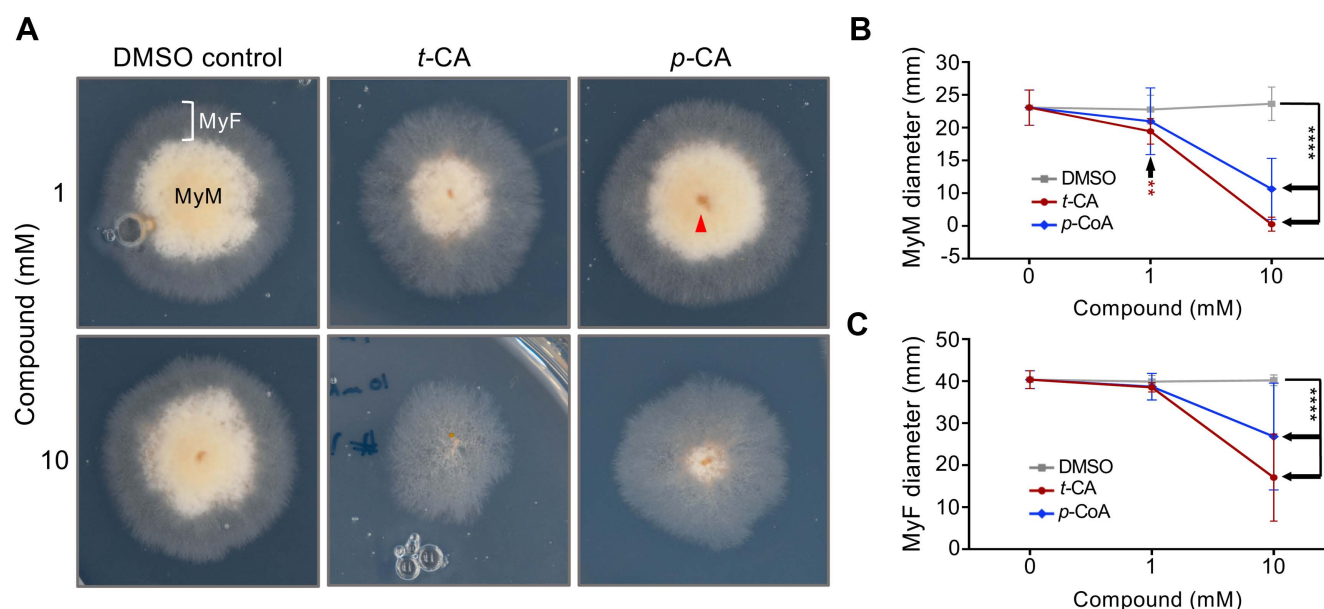 A
DMSO control
t-CA
p-CA
Compound (mM)
1
10
MyF
MyM
B
MyM diameter (mm)
30
25
20
15
10
5
0
-5
DMSO
t-CA
p-CoA
**
****
0
1
10
Compound (mM)
C
MyF diameter (mm)
50
40
30
20
10
0
DMSO
t-CA
p-CoA
****
0
1
10
Compound (mM)